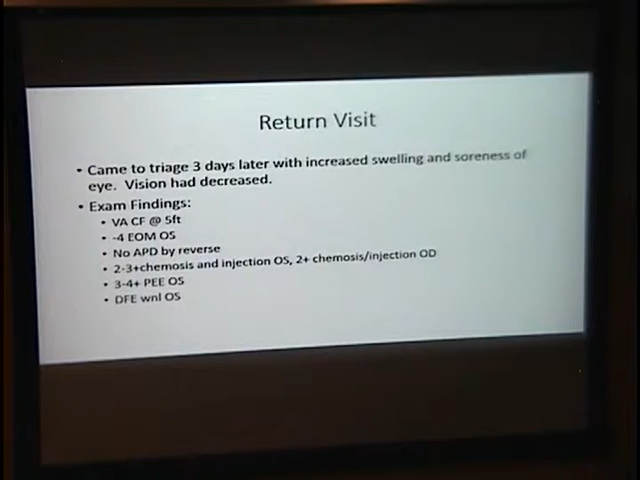 Return Visit
• Came to triage 3 days later with increased swelling and soreness of
eye. Vision had decreased.
• Exam Findings:
• VA CF @ 5ft
• -4 EOM OS
• No APD by reverse
• 2-3+chemosis and injection OS, 2+ chemosis/injection OD
• 3-4+ PEE OS
• DFE wnl OS